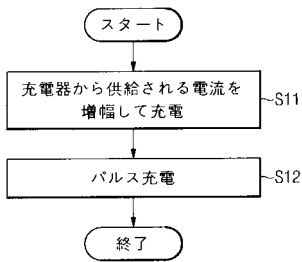 スタート
充電器から供給される電流を
増幅して充電
S11
パルス充電
S12
終了